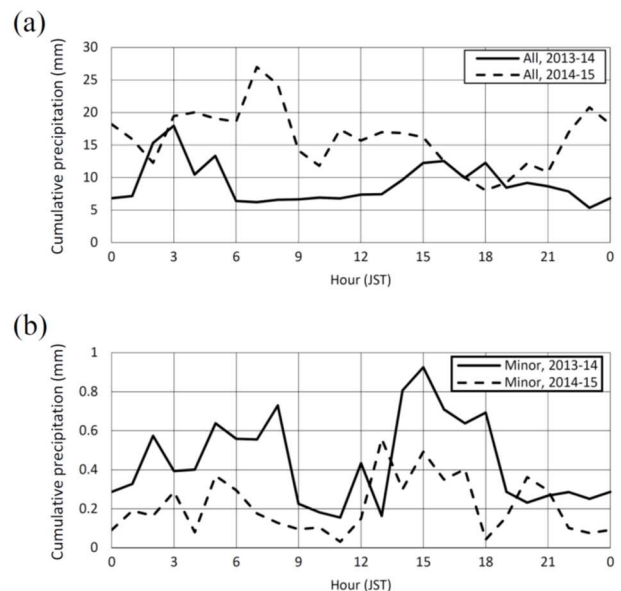 (a)
Cumulative precipitation (mm)
30
25
20
15
10
5
0
All, 2013-14
All, 2014-15
0 3 6 9 12 15 18 21 0
Hour (JST)
(b)
Cumulative precipitation (mm)
1
0.8
0.6
0.4
0.2
0
Minor, 2013-14
Minor, 2014-15
0 3 6 9 12 15 18 21 0
Hour (JST)